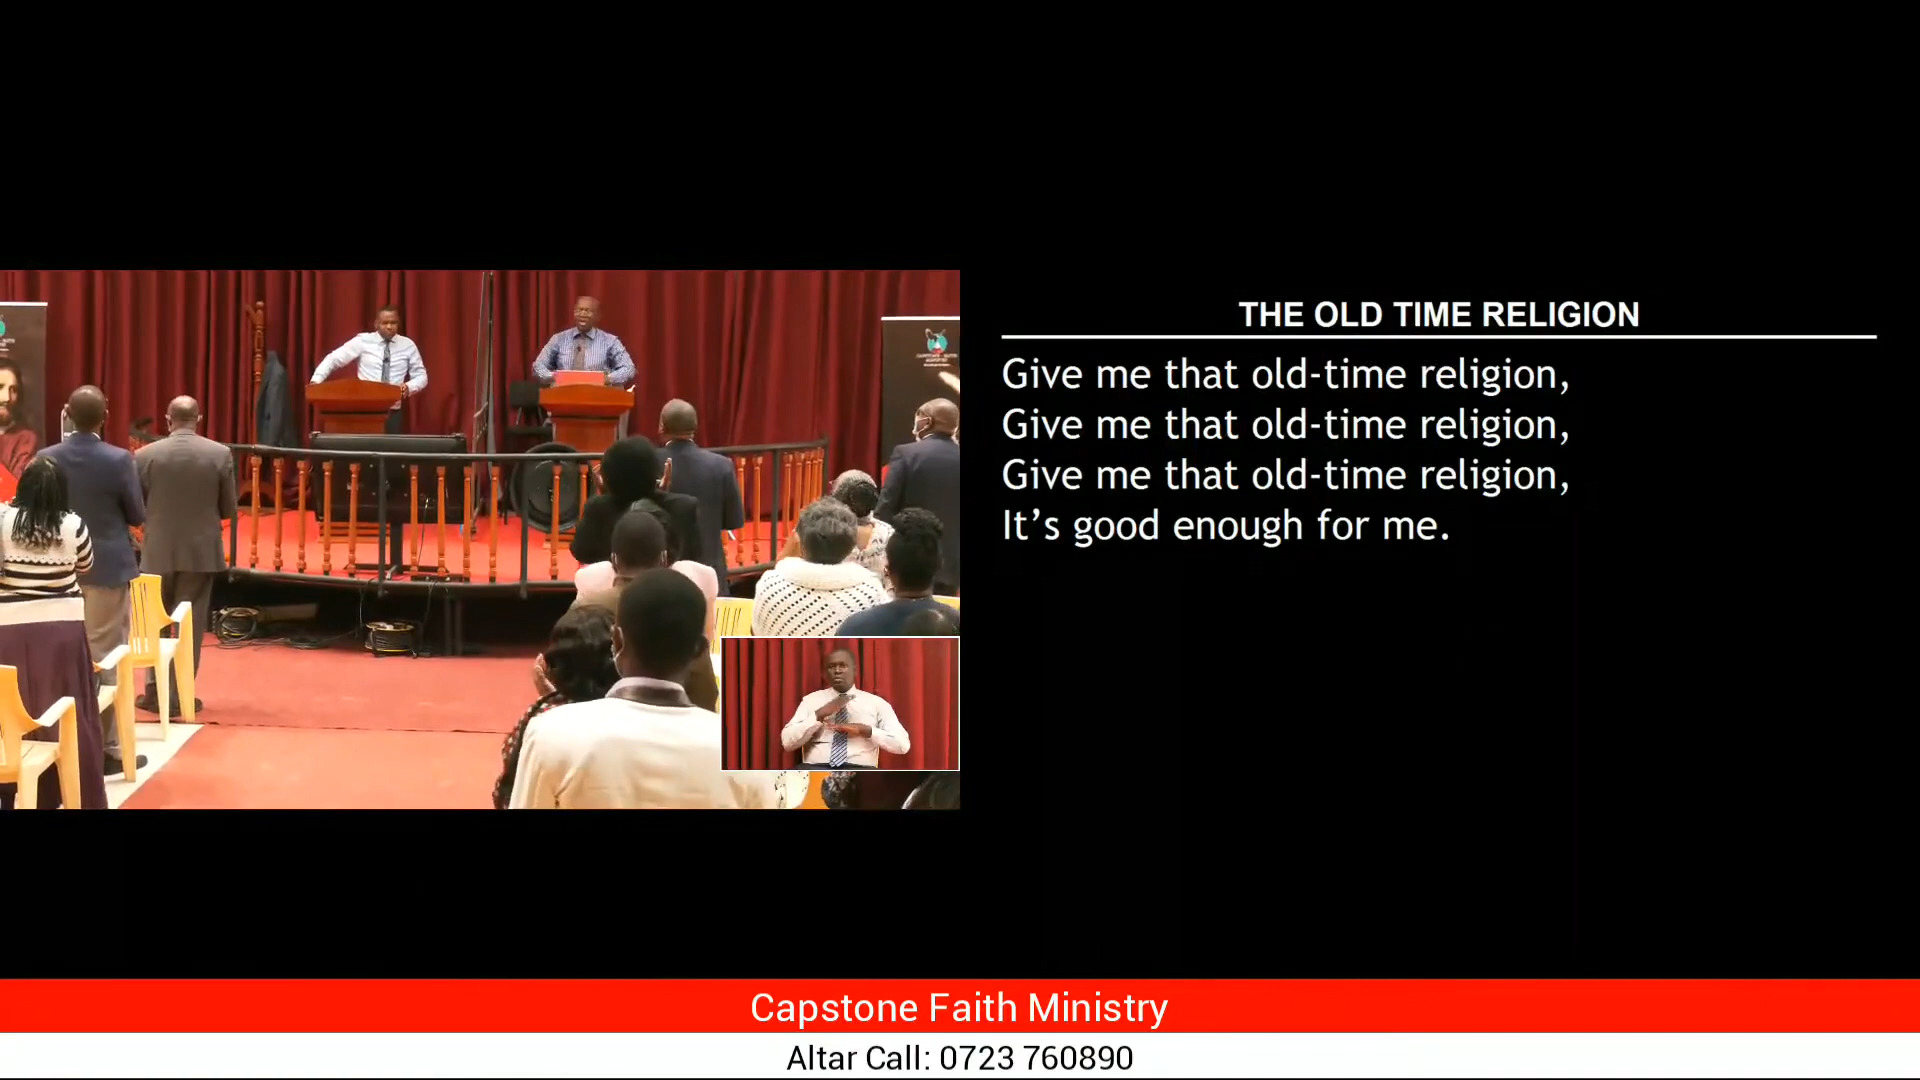 THE OLD TIME RELIGION
Give me that old-time religion,
Give me that old-time religion,
Give me that old-time religion,
It’s good enough for me.
Capstone Faith Ministry
Altar Call: 0723 760890